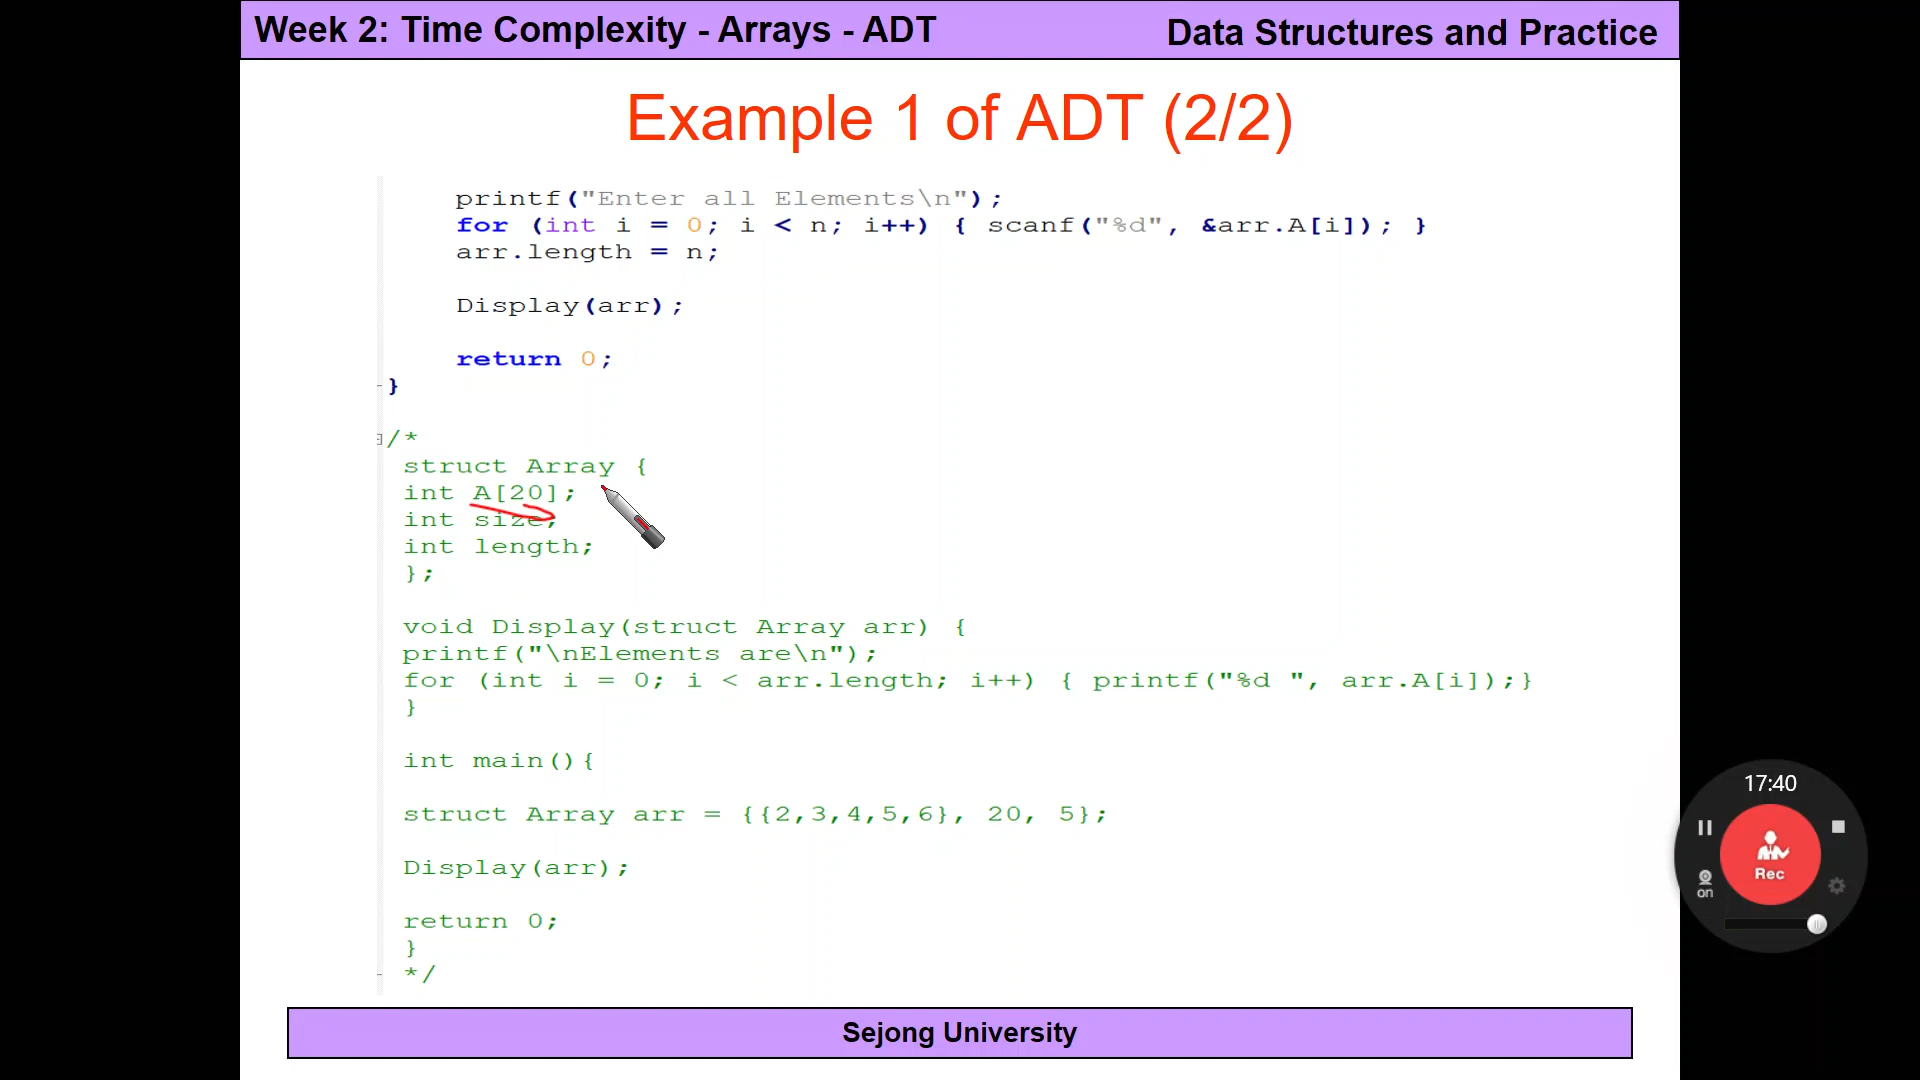 Week 2: Time Complexity - Arrays - ADT
Data Structures and Practice
Example 1 of ADT (2/2)
printf("Enter all Elements\n");
for (int i = 0; i < n; i++) { scanf("%d", &arr.A[i]); }
arr.length = n;
Display(arr);
return 0;
}
/*
struct Array {
int A[20];
int size;
int length;
};
void Display(struct Array arr) {
printf("\nElements are\n");
for (int i = 0; i < arr.length; i++) { printf("%d ", arr.A[i]);}
}
int main(){
struct Array arr = {{2,3,4,5,6}, 20, 5};
Display(arr);
return 0;
}
*/
17:40
Rec
on
Sejong University